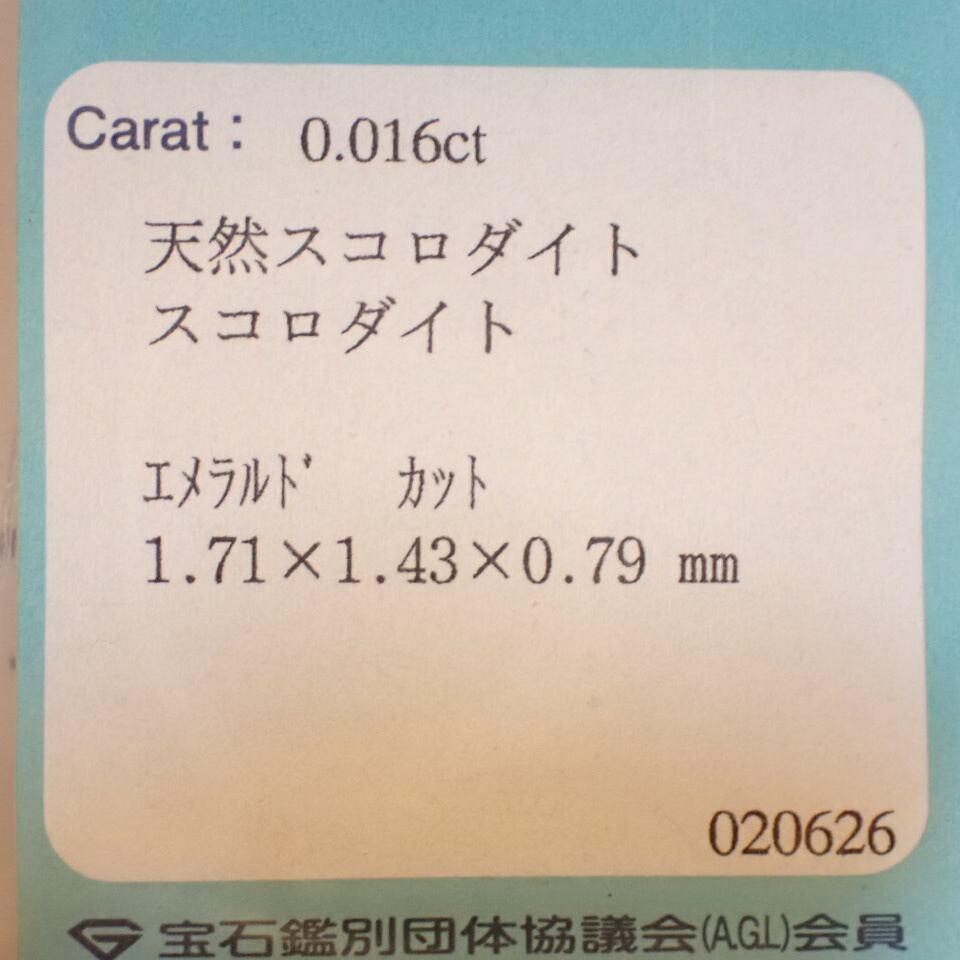 Carat： 0.016ct
天然スコロダイト
スコロダイト
ｴﾒﾗﾙﾄﾞ ｶｯﾄ
1.71×1.43×0.79 mm
020626
宝石鑑別団体協議会(AGL)会員